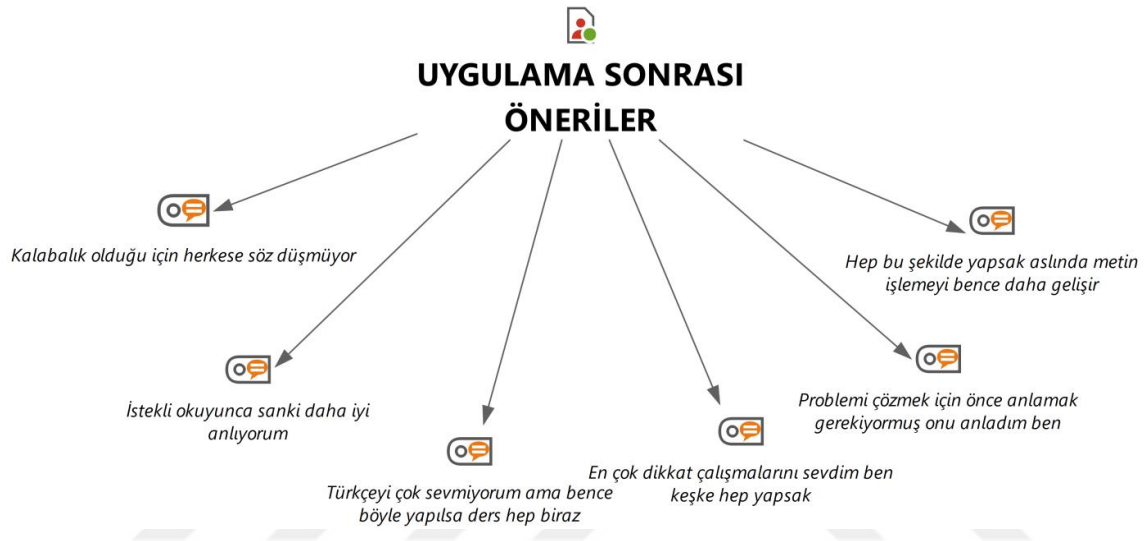 UYGULAMA SONRASI
ÖNERİLER
Kalabalık olduğu için herkese söz düşmüyor
Hep bu şekilde yapsak aslında metin
işlemeyi bence daha gelişir
İstekli okuyunca sanki daha iyi
anlıyorum
Problemi çözmek için önce anlamak
gerekiyormuş onu anladım ben
Türkçeyi çok sevmiyorum ama bence
böyle yapılsa ders hep biraz
En çok dikkat çalışmalarını sevdim ben
keşke hep yapsak